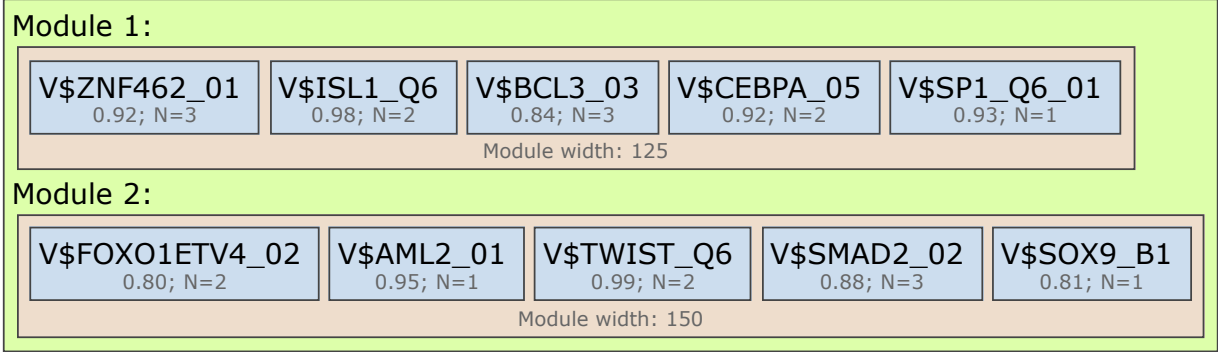 Module 1:
V$ZNF462_01 V$ISL1_Q6 V$BCL3_03 V$CEBPA_05 V$SP1_Q6_01
0.92; N=3 0.98; N=2 0.84; N=3 0.92; N=2 0.93; N=1
Module width: 125
Module 2:
V$FOXO1ETV4_02 V$AML2_01 V$TWIST_Q6 V$SMAD2_02 V$SOX9_B1
0.80; N=2 0.95; N=1 0.99; N=2 0.88; N=3 0.81; N=1
Module width: 150